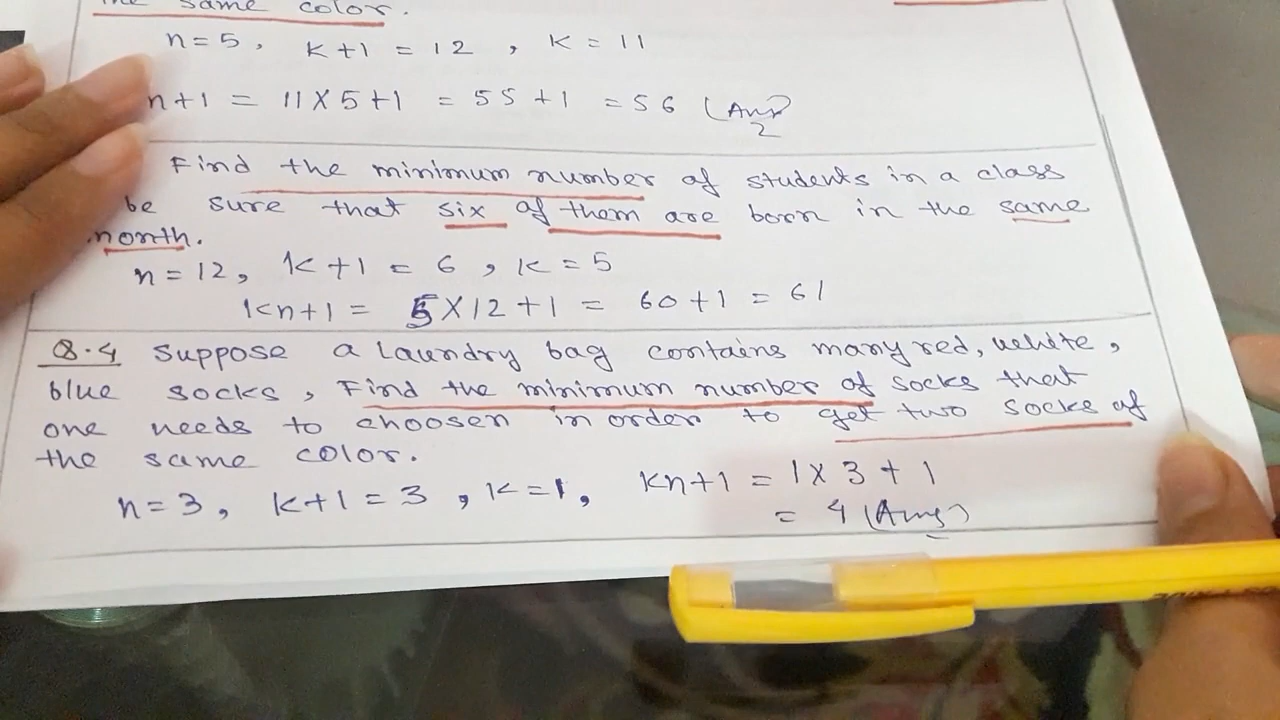 the same color.
n = 5, K+1 = 12, K = 11
n+1 = 11 X 5+1 = 55 +1 = 56 (Ans)
Find the minimum number of students in a class
be sure that six of them are born in the same
month.
n = 12, K +1 = 6, K = 5
Kn+1 = 5 X 12 + 1 = 60+1 = 61
Q.4 Suppose a Laundry bag contains many red, white,
blue socks, Find the minimum number of socks that
one needs to choosen in order to get two socks of
the same color.
n = 3, K+1 = 3, K = 1, Kn+1 = 1 X 3 + 1
= 4 (Ans)